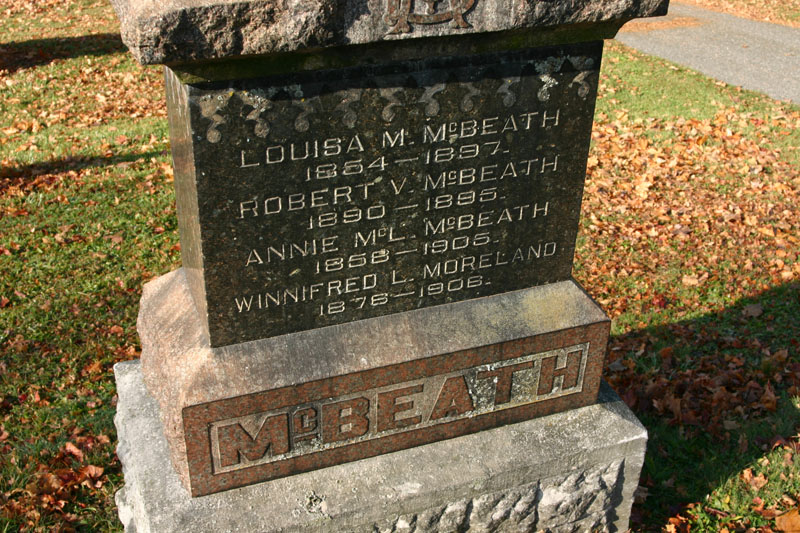 LOUISA M. McBEATH
1854–1897.
ROBERT V. McBEATH
1890–1895.
ANNIE McL. McBEATH
1858–1905.
WINNIFRED L. MORELAND
1876–1906.
McBEATH